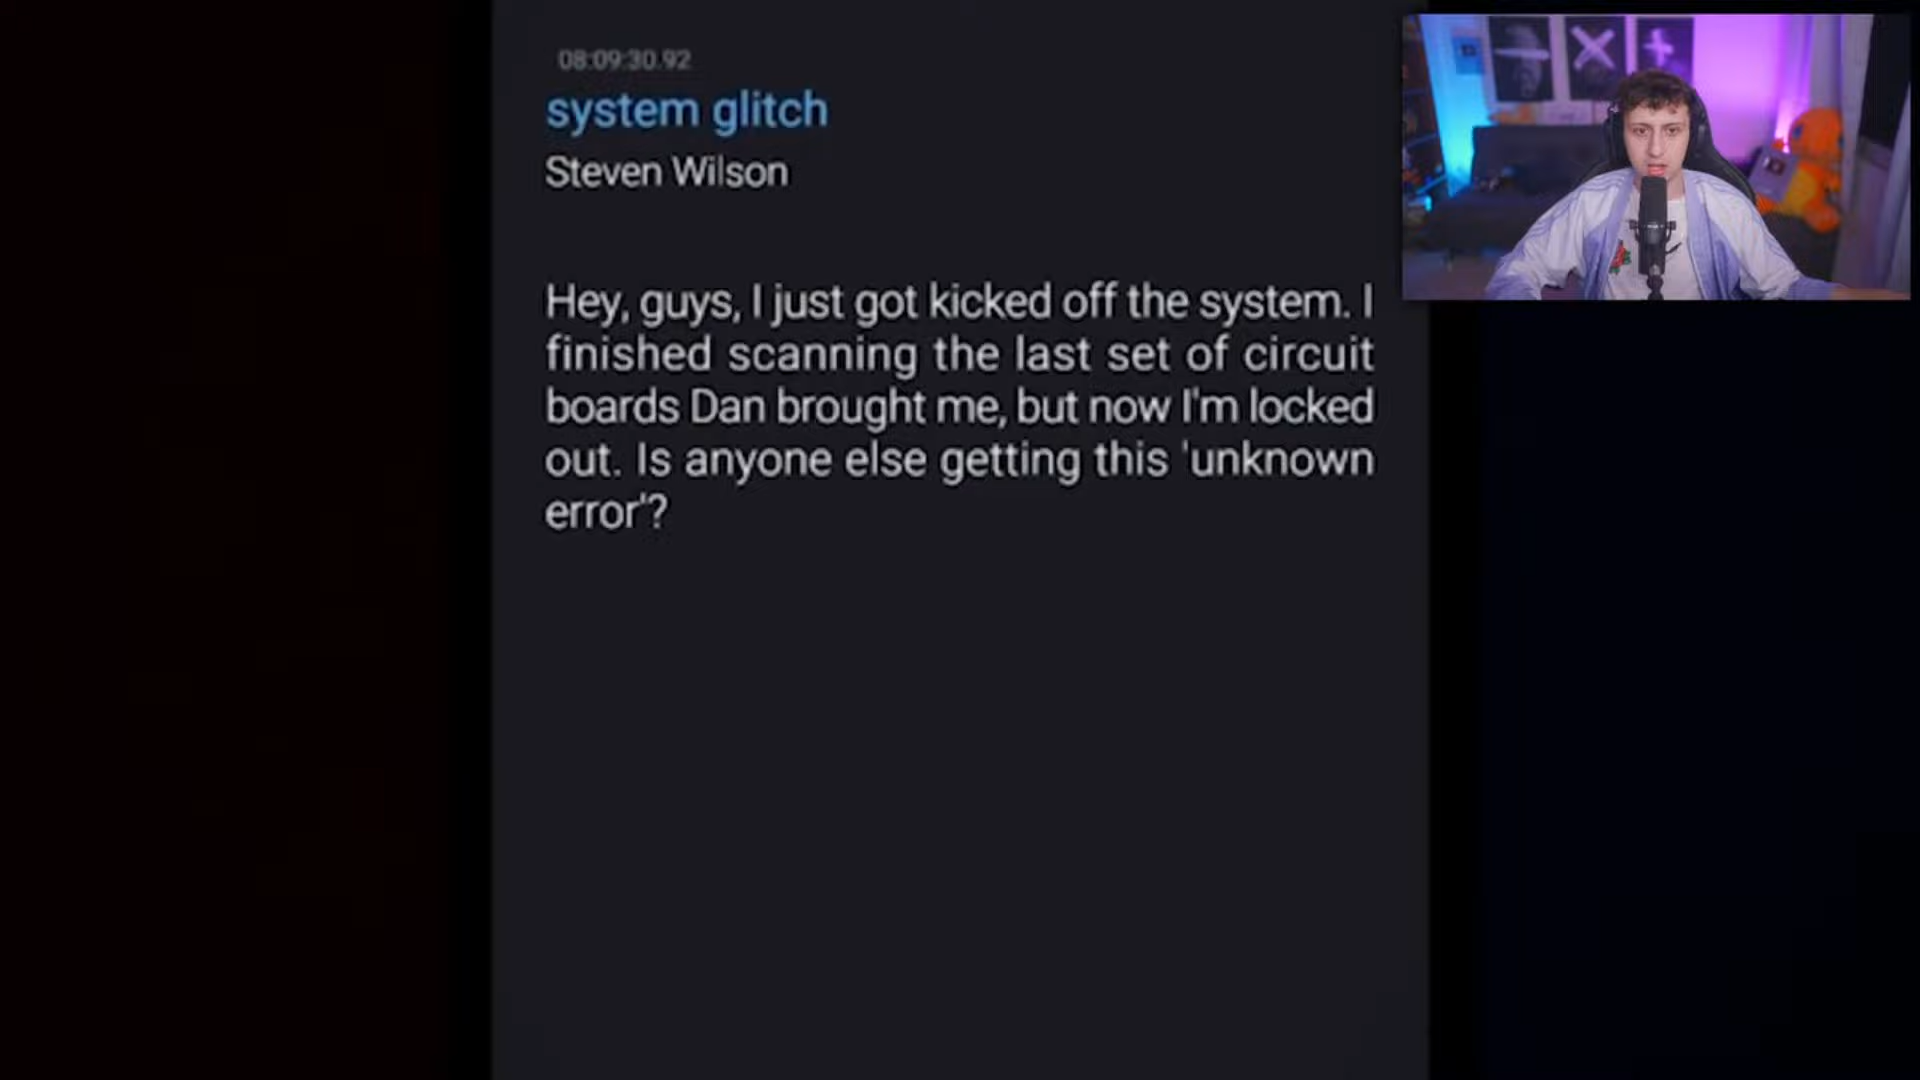 08:09:30.92
system glitch
Steven Wilson
Hey, guys, I just got kicked off the system. I
finished scanning the last set of circuit
boards Dan brought me, but now I'm locked
out. Is anyone else getting this 'unknown
error'?